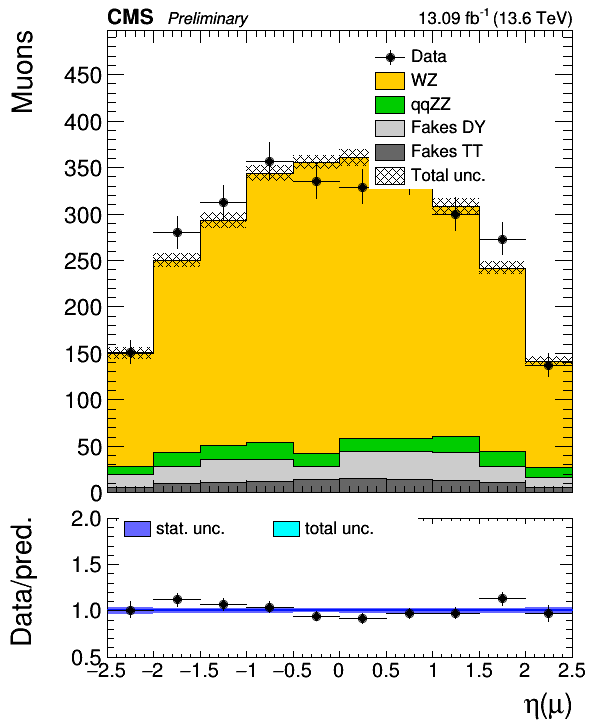 CMS Preliminary 13.09 fb⁻¹ (13.6 TeV)
Muons
450
400
350
300
250
200
150
100
50
0
Data
WZ
qqZZ
Fakes DY
Fakes TT
Total unc.
Data/pred.
2.0
1.5
1.0
0.5
stat. unc.
total unc.
−2.5 −2 −1.5 −1 −0.5 0 0.5 1 1.5 2 2.5
η(μ)